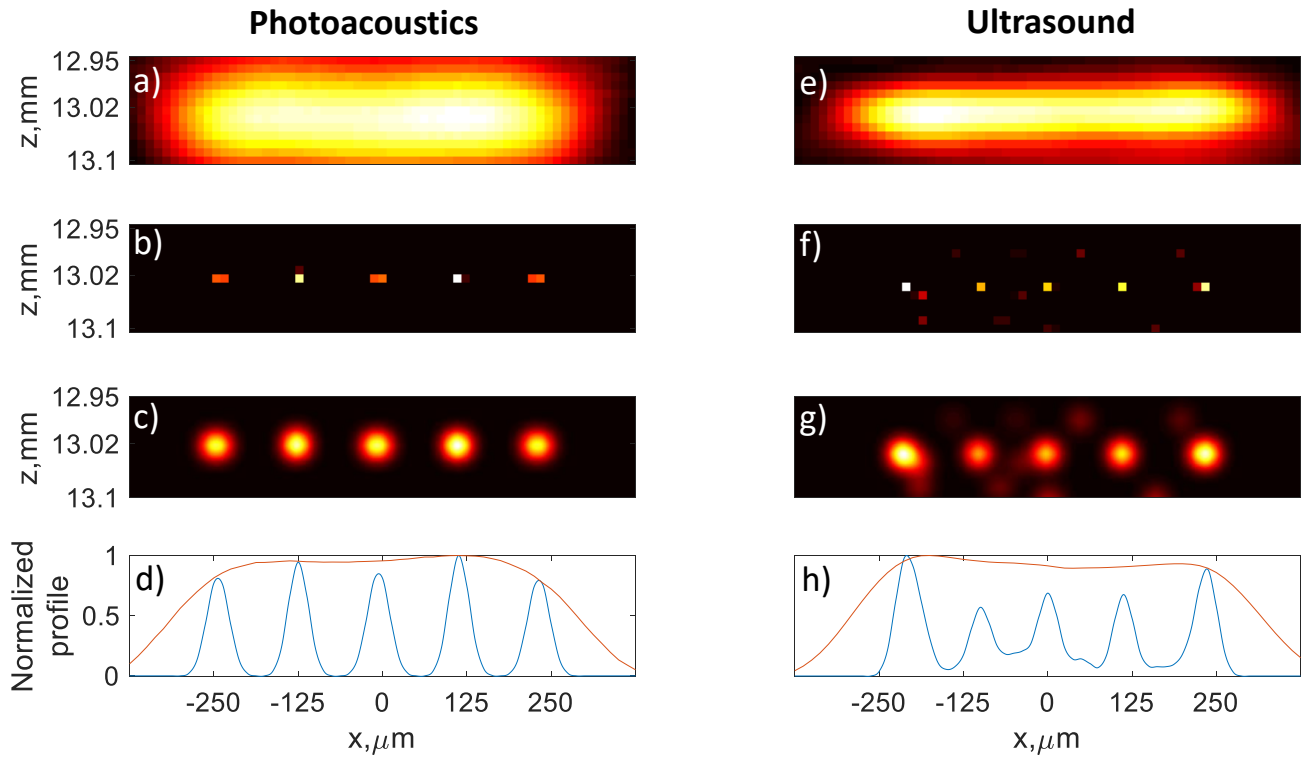 Photoacoustics
Ultrasound
a)
12.95
13.02
13.1
z,mm
e)
b)
12.95
13.02
13.1
z,mm
f)
c)
12.95
13.02
13.1
z,mm
g)
d)
1
0.5
0
Normalized
profile
-250 -125 0 125 250
x,μm
h)
-250 -125 0 125 250
x,μm